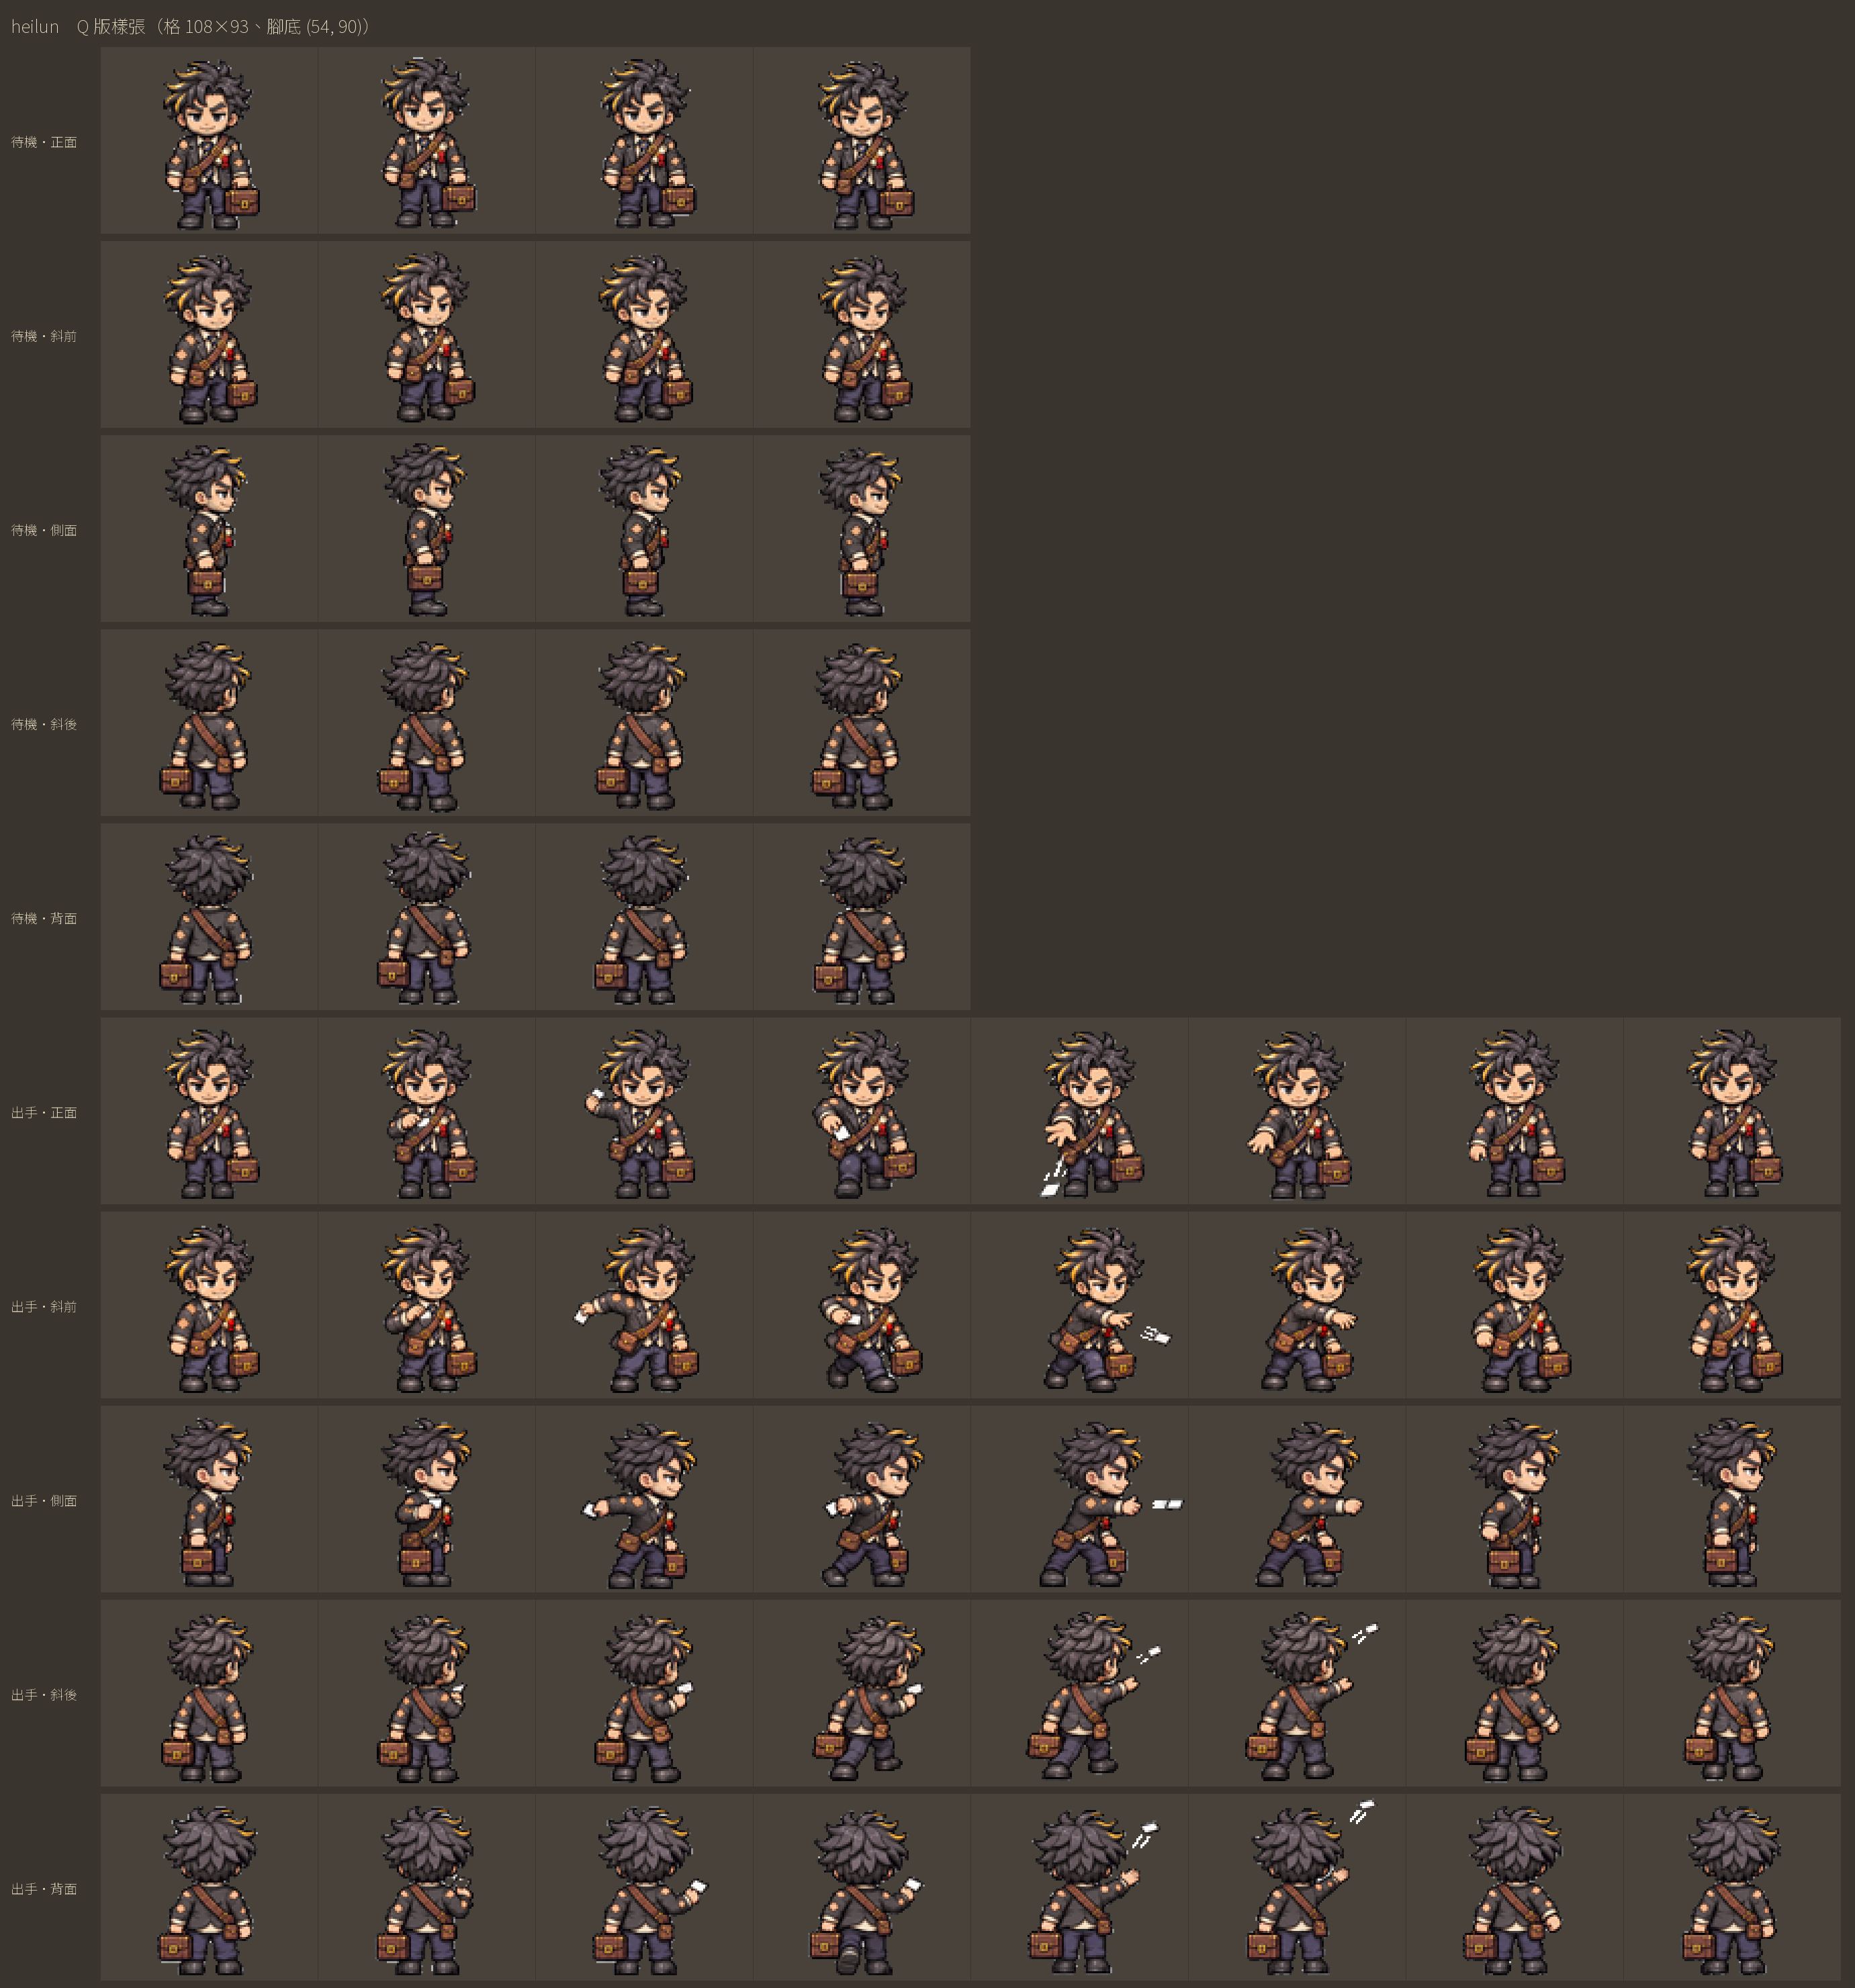 heilun　Q 版樣張（格 108×93、腳底 (54, 90)）
待機・正面
待機・斜前
待機・側面
待機・斜後
待機・背面
出手・正面
出手・斜前
出手・側面
出手・斜後
出手・背面